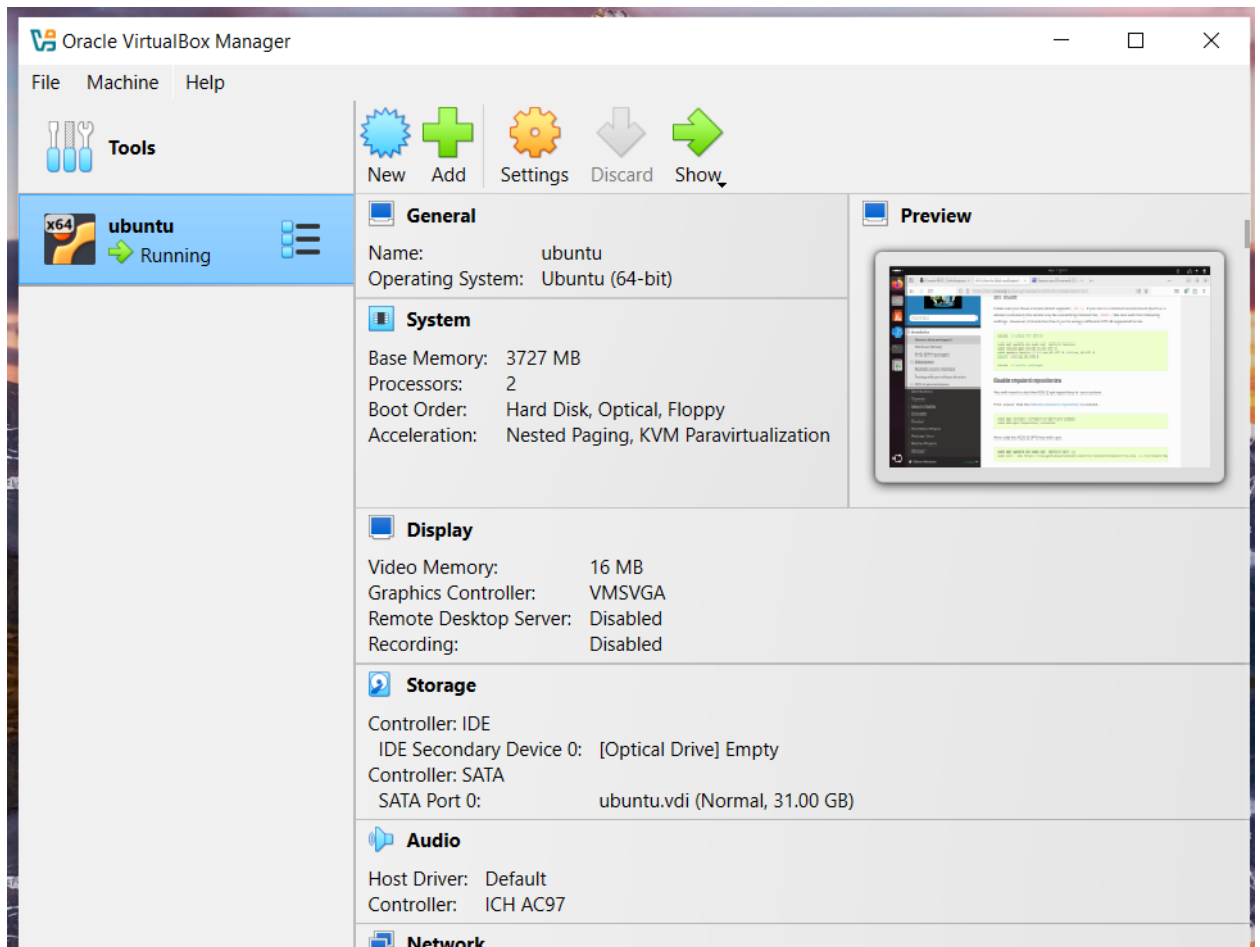 Oracle VirtualBox Manager
File Machine Help
Tools
New Add Settings Discard Show
x64
ubuntu
Running
General
Name: ubuntu
Operating System: Ubuntu (64-bit)
Preview
System
Base Memory: 3727 MB
Processors: 2
Boot Order: Hard Disk, Optical, Floppy
Acceleration: Nested Paging, KVM Paravirtualization
Display
Video Memory: 16 MB
Graphics Controller: VMSVGA
Remote Desktop Server: Disabled
Recording: Disabled
Storage
Controller: IDE
IDE Secondary Device 0: [Optical Drive] Empty
Controller: SATA
SATA Port 0: ubuntu.vdi (Normal, 31.00 GB)
Audio
Host Driver: Default
Controller: ICH AC97
Network